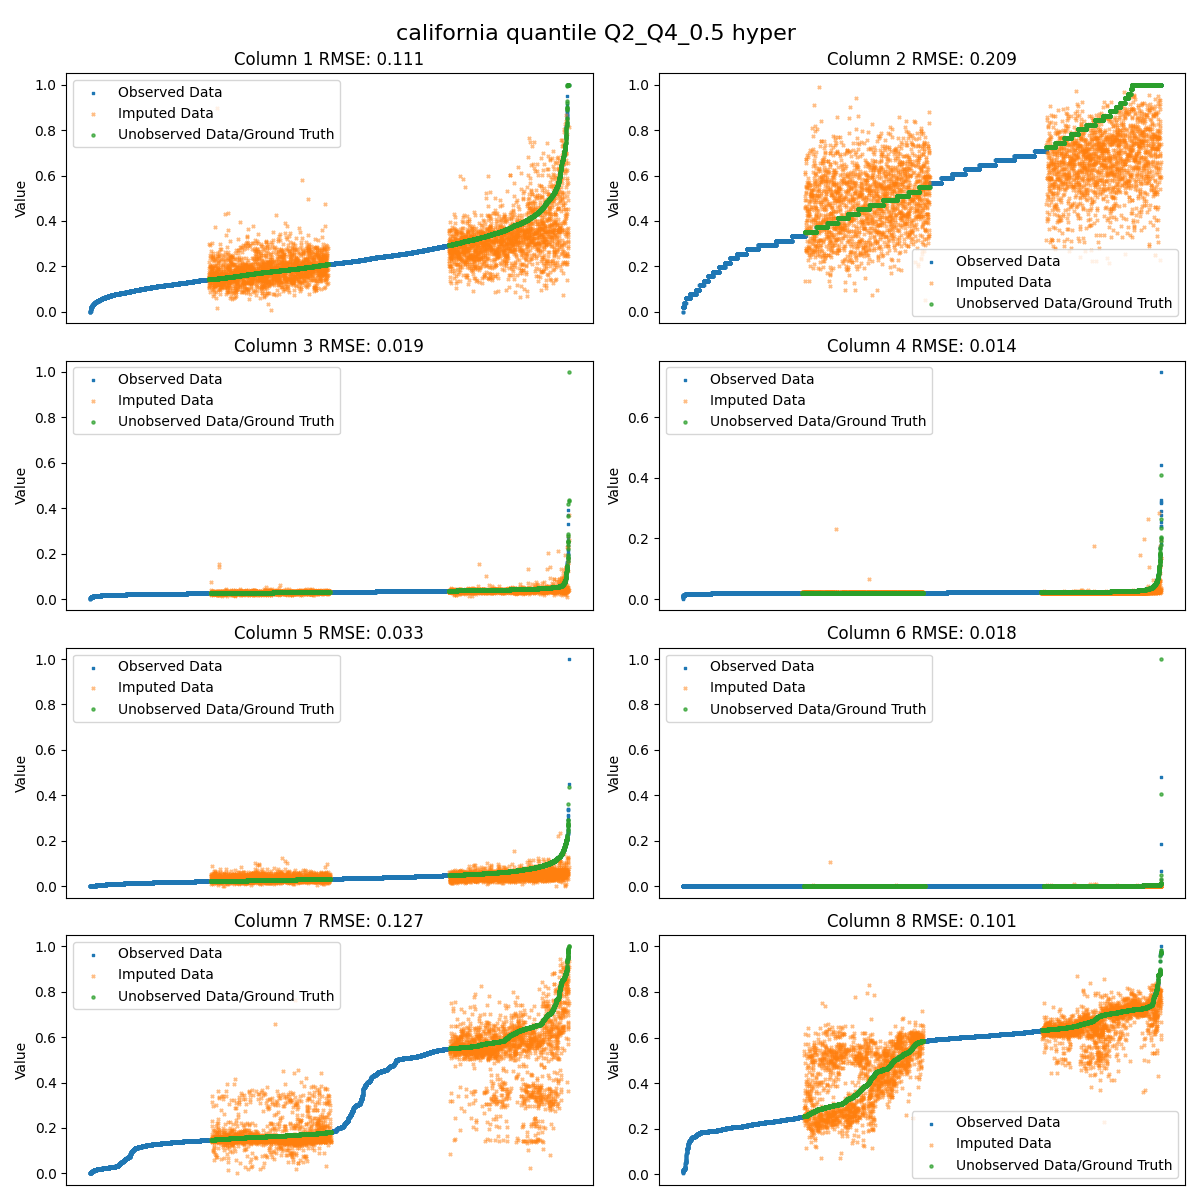 california quantile Q2_Q4_0.5 hyper
Column 1 RMSE: 0.111
Value
1.0
0.8
0.6
0.4
0.2
0.0
Observed Data
Imputed Data
Unobserved Data/Ground Truth
Column 2 RMSE: 0.209
Value
1.0
0.8
0.6
0.4
0.2
0.0
Observed Data
Imputed Data
Unobserved Data/Ground Truth
Column 3 RMSE: 0.019
Value
1.0
0.8
0.6
0.4
0.2
0.0
Observed Data
Imputed Data
Unobserved Data/Ground Truth
Column 4 RMSE: 0.014
Value
0.6
0.4
0.2
0.0
Observed Data
Imputed Data
Unobserved Data/Ground Truth
Column 5 RMSE: 0.033
Value
1.0
0.8
0.6
0.4
0.2
0.0
Observed Data
Imputed Data
Unobserved Data/Ground Truth
Column 6 RMSE: 0.018
Value
1.0
0.8
0.6
0.4
0.2
0.0
Observed Data
Imputed Data
Unobserved Data/Ground Truth
Column 7 RMSE: 0.127
Value
1.0
0.8
0.6
0.4
0.2
0.0
Observed Data
Imputed Data
Unobserved Data/Ground Truth
Column 8 RMSE: 0.101
Value
1.0
0.8
0.6
0.4
0.2
0.0
Observed Data
Imputed Data
Unobserved Data/Ground Truth